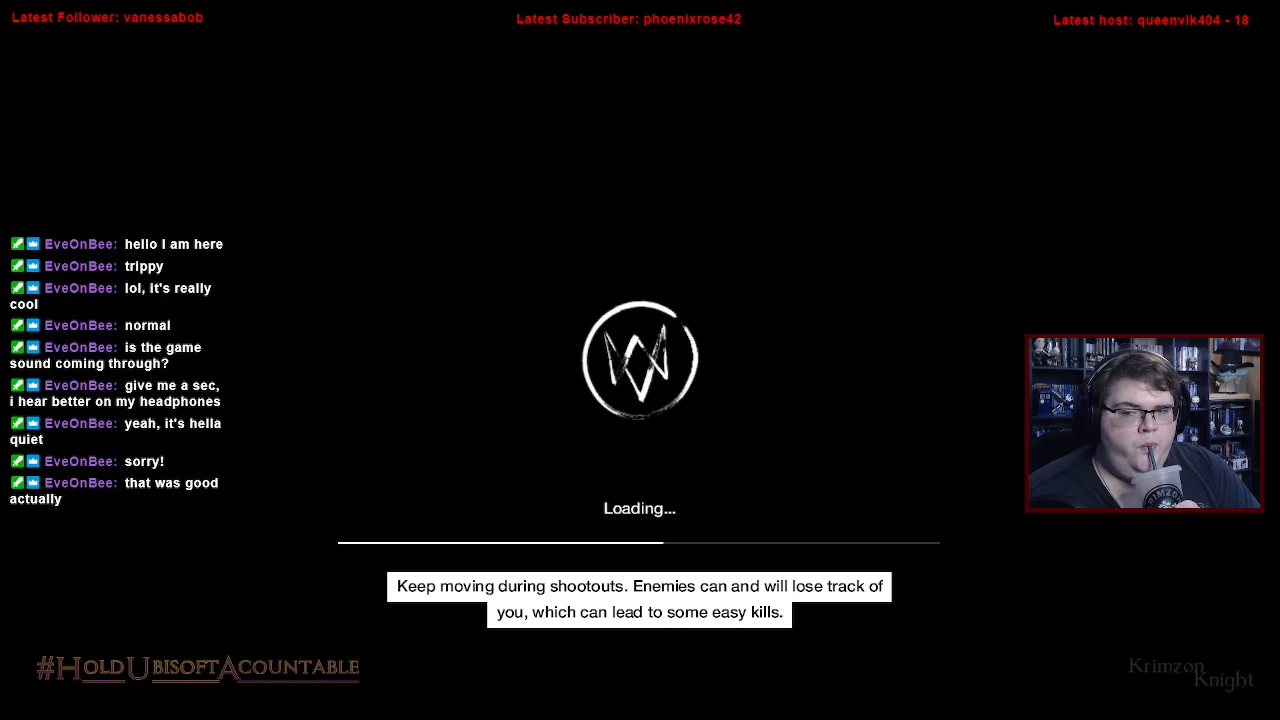 Latest Follower: vanessabob
Latest Subscriber: phoenixrose42
Latest host: queenvik404 - 18
EveOnBee: hello I am here
EveOnBee: trippy
EveOnBee: lol, it's really
cool
EveOnBee: normal
EveOnBee: is the game
sound coming through?
EveOnBee: give me a sec,
i hear better on my headphones
EveOnBee: yeah, it's hella
quiet
EveOnBee: sorry!
EveOnBee: that was good
actually
Loading...
Keep moving during shootouts. Enemies can and will lose track of
you, which can lead to some easy kills.
#HoldUbisoftAcountable
Krimzon
Knight